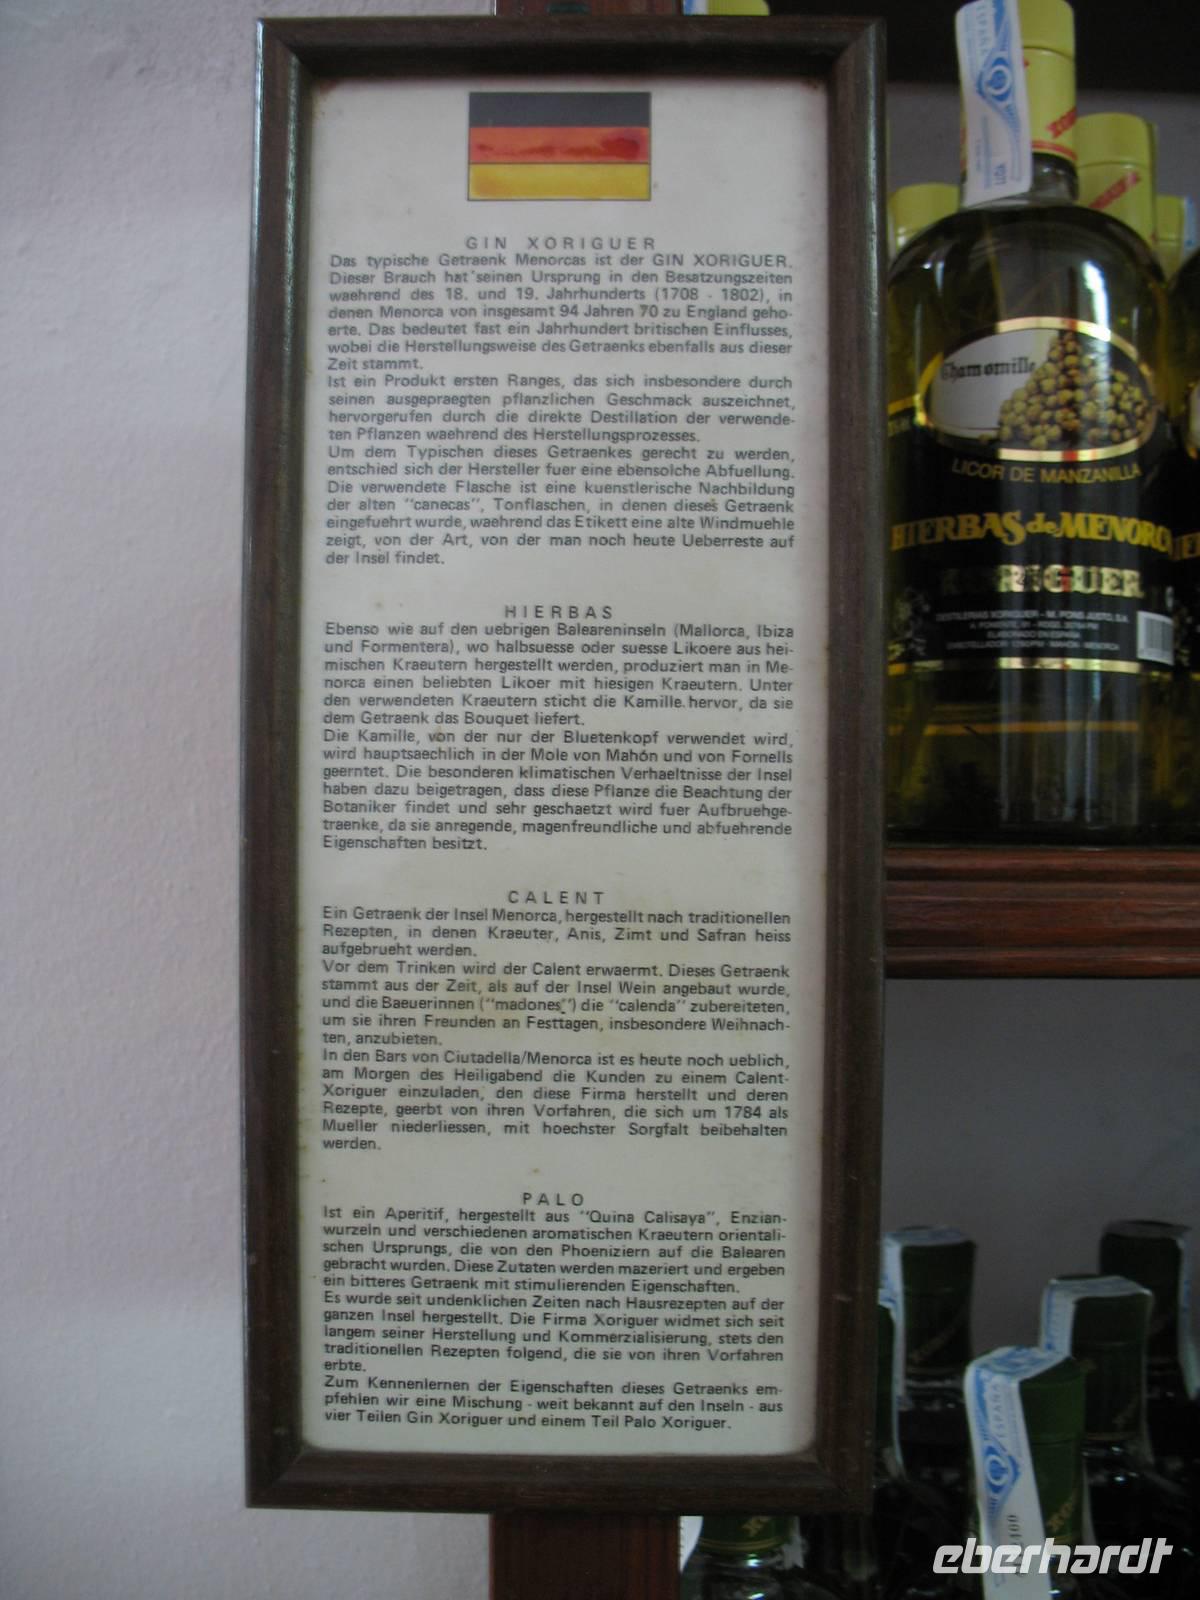 GIN XORIGUER
Das typische Getraenk Menorcas ist der GIN XORIGUER.
Dieser Brauch hat seinen Ursprung in den Besatzungszeiten
waehrend des 18. und 19. Jahrhunderts (1708 - 1802), in
denen Menorca von insgesamt 94 Jahren 70 zu England geho-
erte. Das bedeutet fast ein Jahrhundert britischen Einflusses,
wobei die Herstellungsweise des Getraenks ebenfalls aus dieser
Zeit stammt.
Ist ein Produkt ersten Ranges, das sich insbesondere durch
seinen ausgepraegten pflanzlichen Geschmack auszeichnet,
hervorgerufen durch die direkte Destillation der verwende-
ten Pflanzen waehrend des Herstellungsprozesses.
Um dem Typischen dieses Getraenkes gerecht zu werden,
entschied sich der Hersteller fuer eine ebensolche Abfuellung.
Die verwendete Flasche ist eine kuenstlerische Nachbildung
der alten "canecas", Tonflaschen, in denen dieses Getraenk
eingefuehrt wurde, waehrend das Etikett eine alte Windmuehle
zeigt, von der Art, von der man noch heute Ueberreste auf
der Insel findet.
HIERBAS
Ebenso wie auf den uebrigen Baleareninseln (Mallorca, Ibiza
und Formentera), wo halbsuesse oder suesse Likoere aus hei-
mischen Kraeutern hergestellt werden, produziert man in Me-
norca einen beliebten Likoer mit hiesigen Kraeutern. Unter
den verwendeten Kraeutern sticht die Kamille hervor, da sie
dem Getraenk das Bouquet liefert.
Die Kamille, von der nur der Bluetenkopf verwendet wird,
wird hauptsaechlich in der Mole von Mahón und von Fornells
geerntet. Die besonderen klimatischen Verhaeltnisse der Insel
haben dazu beigetragen, dass diese Pflanze die Beachtung der
Botaniker findet und sehr geschaetzt wird fuer Aufbruehge-
traenke, da sie anregende, magenfreundliche und abfuehrende
Eigenschaften besitzt.
CALENT
Ein Getraenk der Insel Menorca, hergestellt nach traditionellen
Rezepten, in denen Kraeuter, Anis, Zimt und Safran heiss
aufgebrueht werden.
Vor dem Trinken wird der Calent erwaermt. Dieses Getraenk
stammt aus der Zeit, als auf der Insel Wein angebaut wurde,
und die Baeuerinnen ("madones") die "calenda" zubereiteten,
um sie ihren Freunden an Festtagen, insbesondere Weihnach-
ten, anzubieten.
In den Bars von Ciutadella/Menorca ist es heute noch ueblich,
am Morgen des Heiligabend die Kunden zu einem Calent-
Xoriguer einzuladen, den diese Firma herstellt und deren
Rezepte, geerbt von ihren Vorfahren, die sich um 1784 als
Mueller niederliessen, mit hoechster Sorgfalt beibehalten
werden.
PALO
Ist ein Aperitif, hergestellt aus "Quina Calisaya", Enzian-
wurzeln und verschiedenen aromatischen Kraeutern orientali-
schen Ursprungs, die von den Phoeniziern auf die Balearen
gebracht wurden. Diese Zutaten werden mazeriert und ergeben
ein bitteres Getraenk mit stimulierenden Eigenschaften.
Es wurde seit undenklichen Zeiten nach Hausrezepten auf der
ganzen Insel hergestellt. Die Firma Xoriguer widmet sich seit
langem seiner Herstellung und Kommerzialisierung, stets den
traditionellen Rezepten folgend, die sie von ihren Vorfahren
erbte.
Zum Kennenlernen der Eigenschaften dieses Getraenks em-
pfehlen wir eine Mischung - weit bekannt auf den Inseln - aus
vier Teilen Gin Xoriguer und einem Teil Palo Xoriguer.
ESPAÑA
Chamomille
LICOR DE MANZANILLA
HIERBAS de MENORC
XORIGUER
DESTILERIAS XORIGUER - M. PONS JUSTO, S.A.
ELABORADO EN ESPAÑA
ESPAÑA
eberhardt